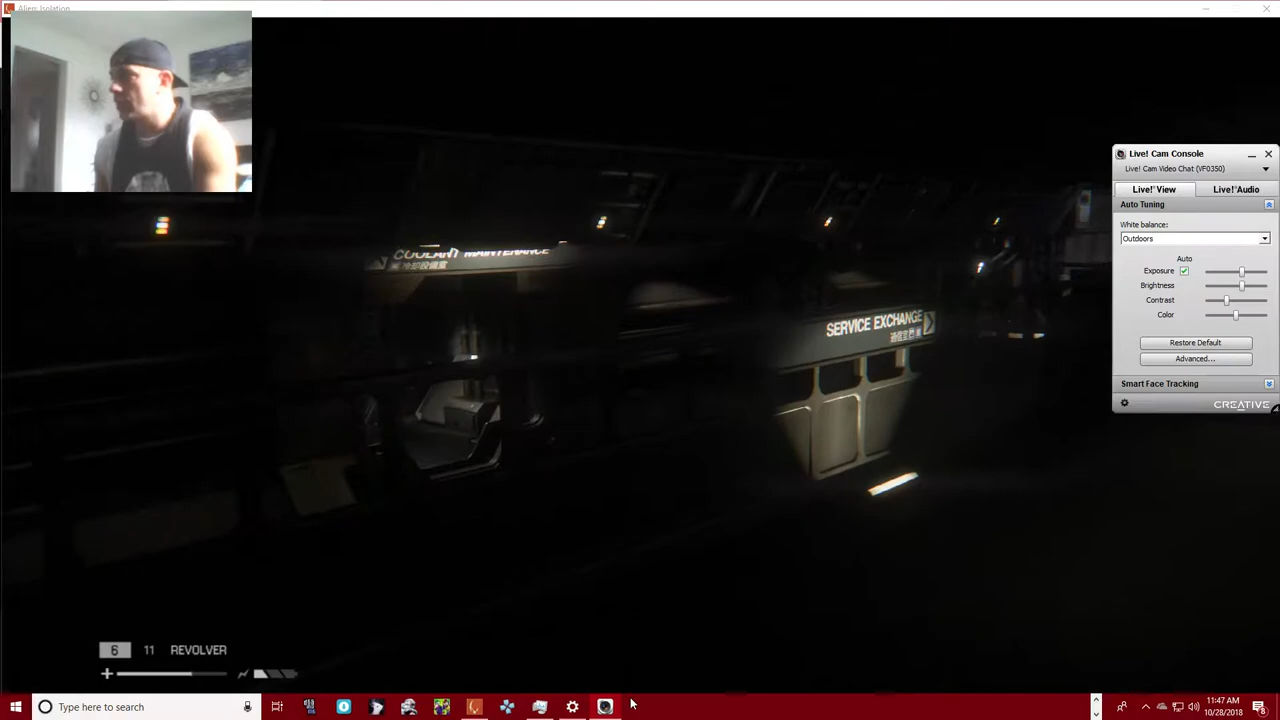 Alien: Isolation
Live! Cam Console
Live! Cam Video Chat (VF0350)
Live! View
Live! Audio
Auto Tuning
White balance:
Outdoors
Auto
Exposure
Brightness
Contrast
Color
Restore Default
Advanced...
Smart Face Tracking
CREATIVE
COOLANT MAINTENANCE
SERVICE EXCHANGE
6 11 REVOLVER
Type here to search
11:47 AM
10/28/2018
8